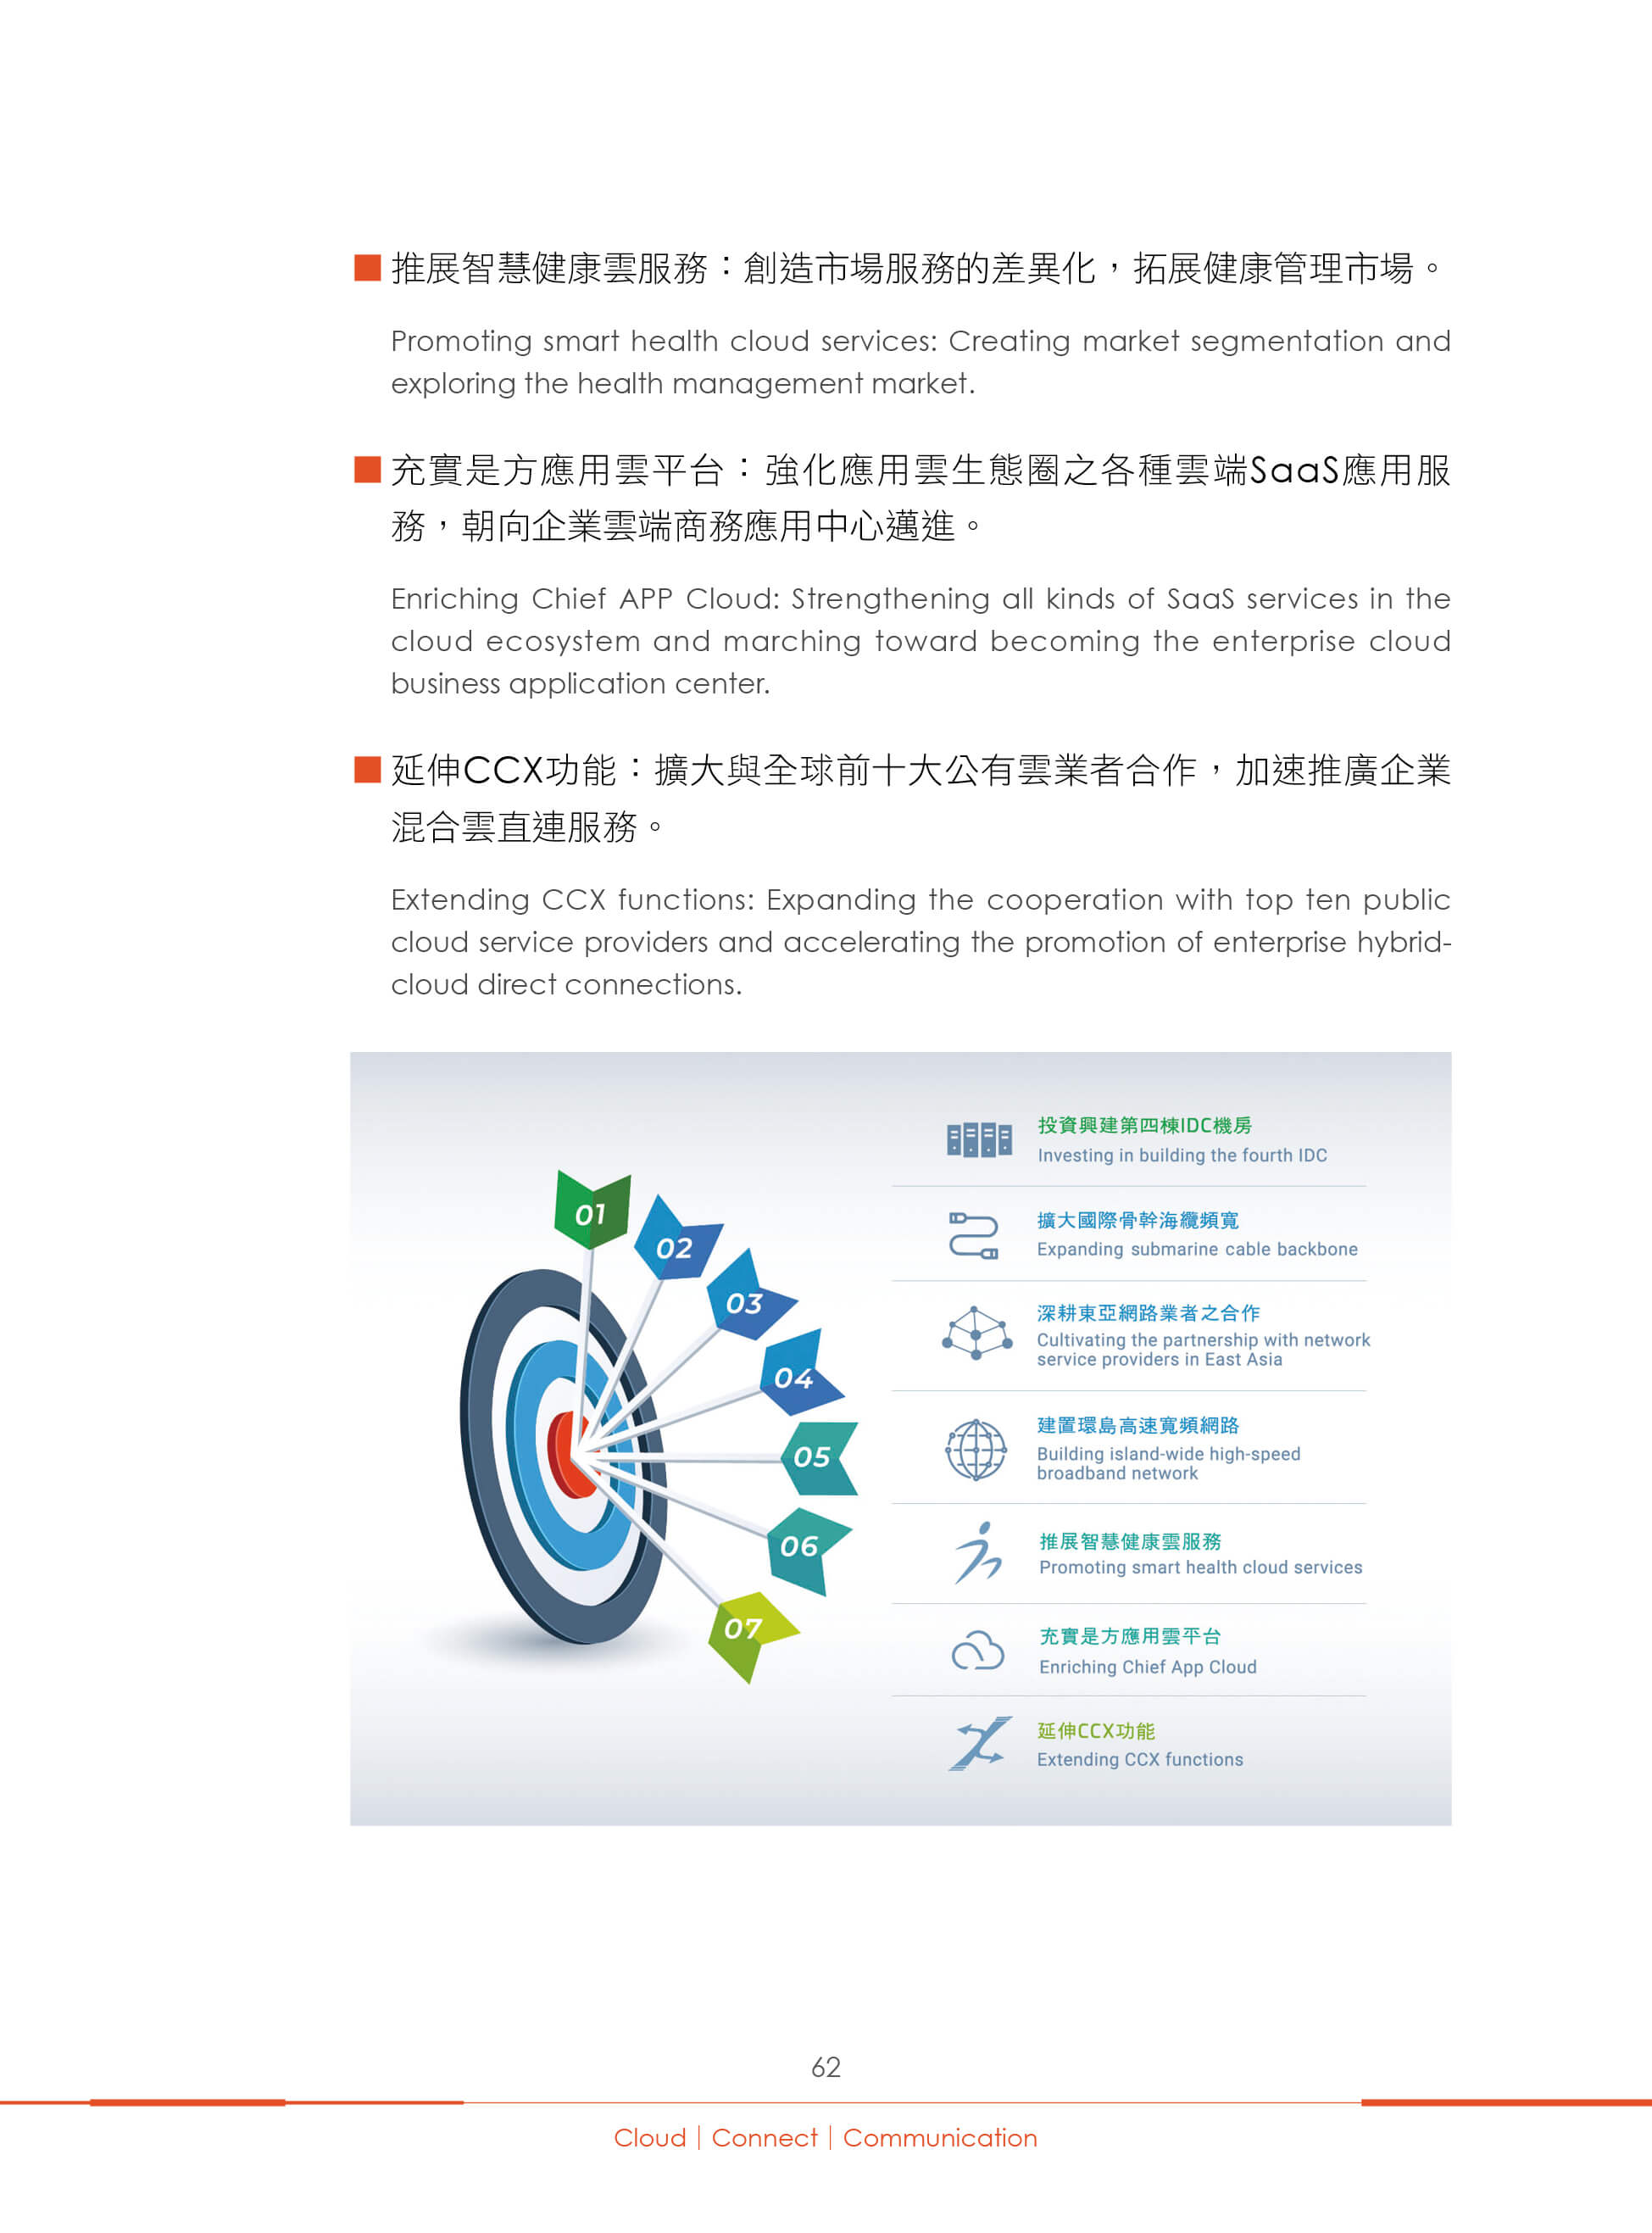 推展智慧健康雲服務：創造市場服務的差異化，拓展健康管理市場。
Promoting smart health cloud services: Creating market segmentation and
exploring the health management market.
充實是方應用雲平台：強化應用雲生態圈之各種雲端SaaS應用服
務，朝向企業雲端商務應用中心邁進。
Enriching Chief APP Cloud: Strengthening all kinds of SaaS services in the
cloud ecosystem and marching toward becoming the enterprise cloud
business application center.
延伸CCX功能：擴大與全球前十大公有雲業者合作，加速推廣企業
混合雲直連服務。
Extending CCX functions: Expanding the cooperation with top ten public
cloud service providers and accelerating the promotion of enterprise hybrid-
cloud direct connections.
01
02
03
04
05
06
07
投資興建第四棟IDC機房
Investing in building the fourth IDC
擴大國際骨幹海纜頻寬
Expanding submarine cable backbone
深耕東亞網路業者之合作
Cultivating the partnership with network
service providers in East Asia
建置環島高速寬頻網路
Building island-wide high-speed
broadband network
推展智慧健康雲服務
Promoting smart health cloud services
充實是方應用雲平台
Enriching Chief App Cloud
延伸CCX功能
Extending CCX functions
62
Cloud | Connect | Communication